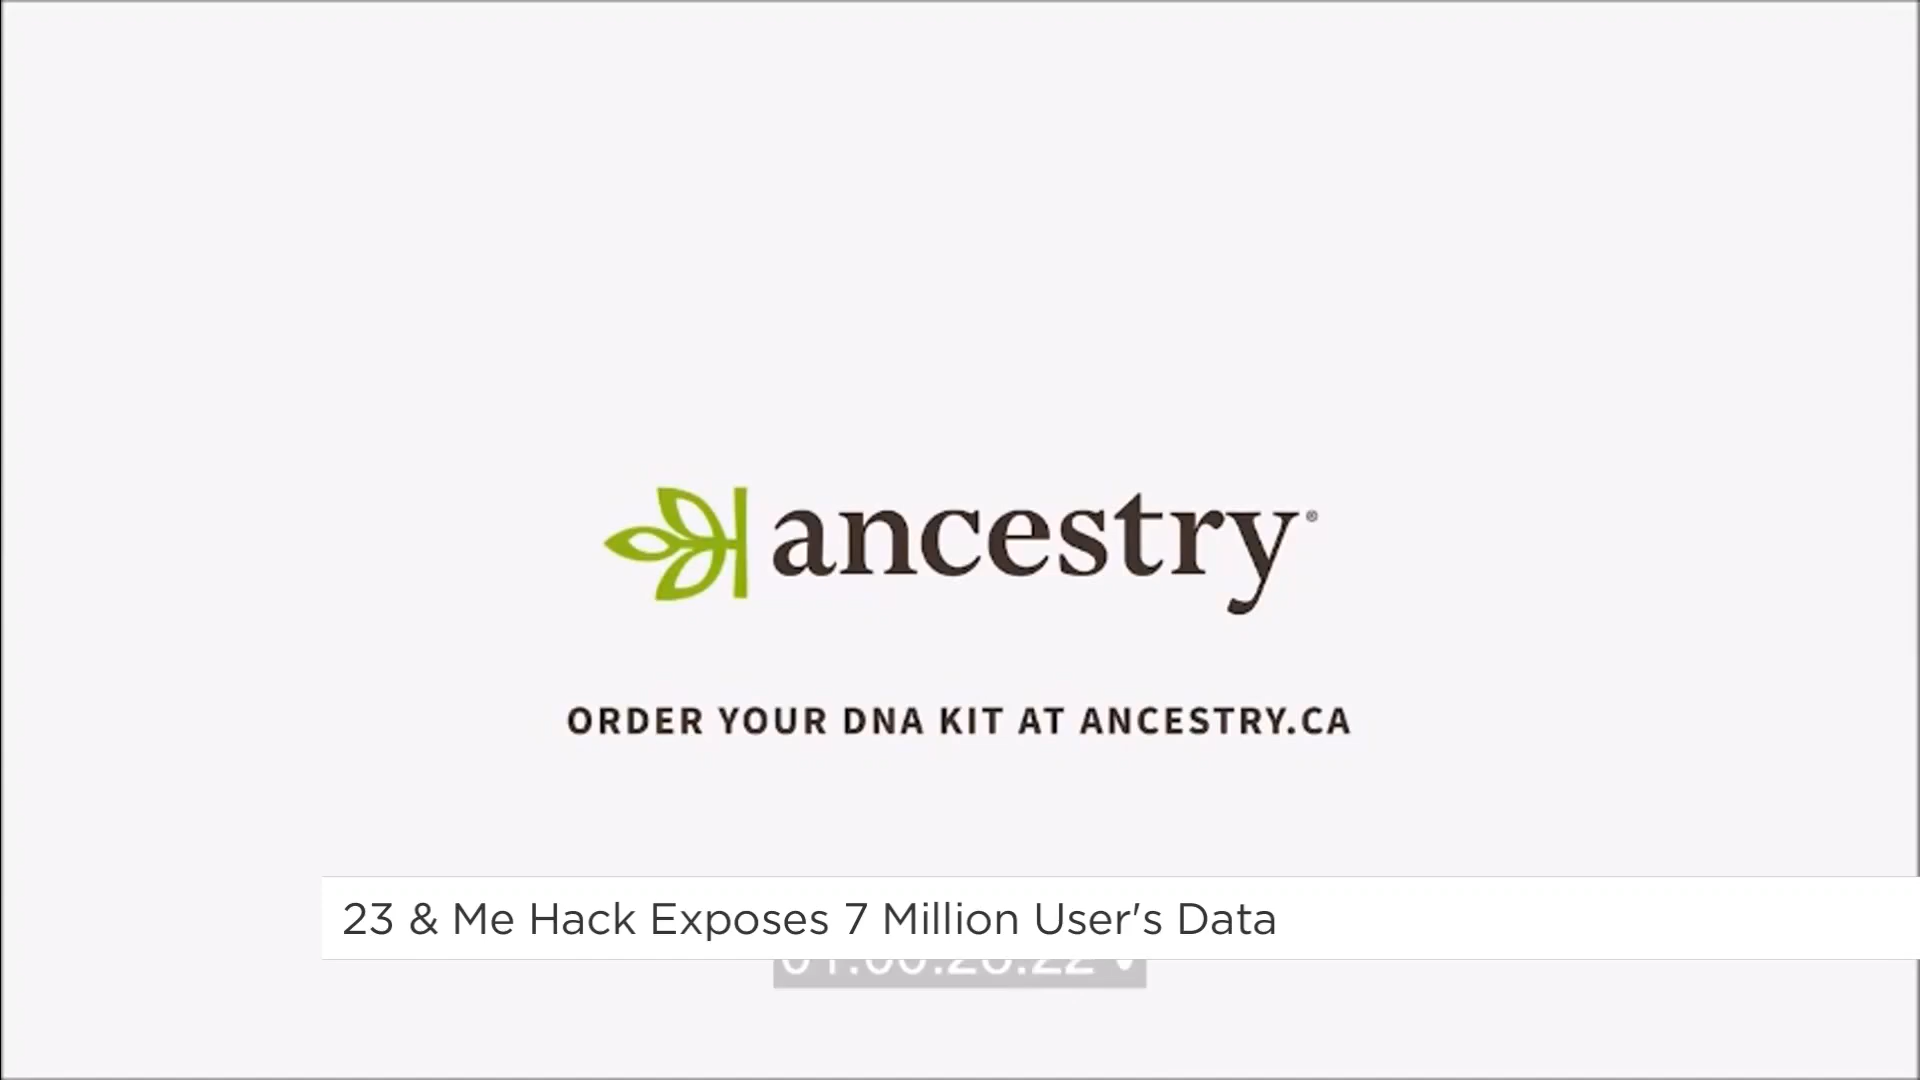 ancestry®
ORDER YOUR DNA KIT AT ANCESTRY.CA
23 & Me Hack Exposes 7 Million User's Data